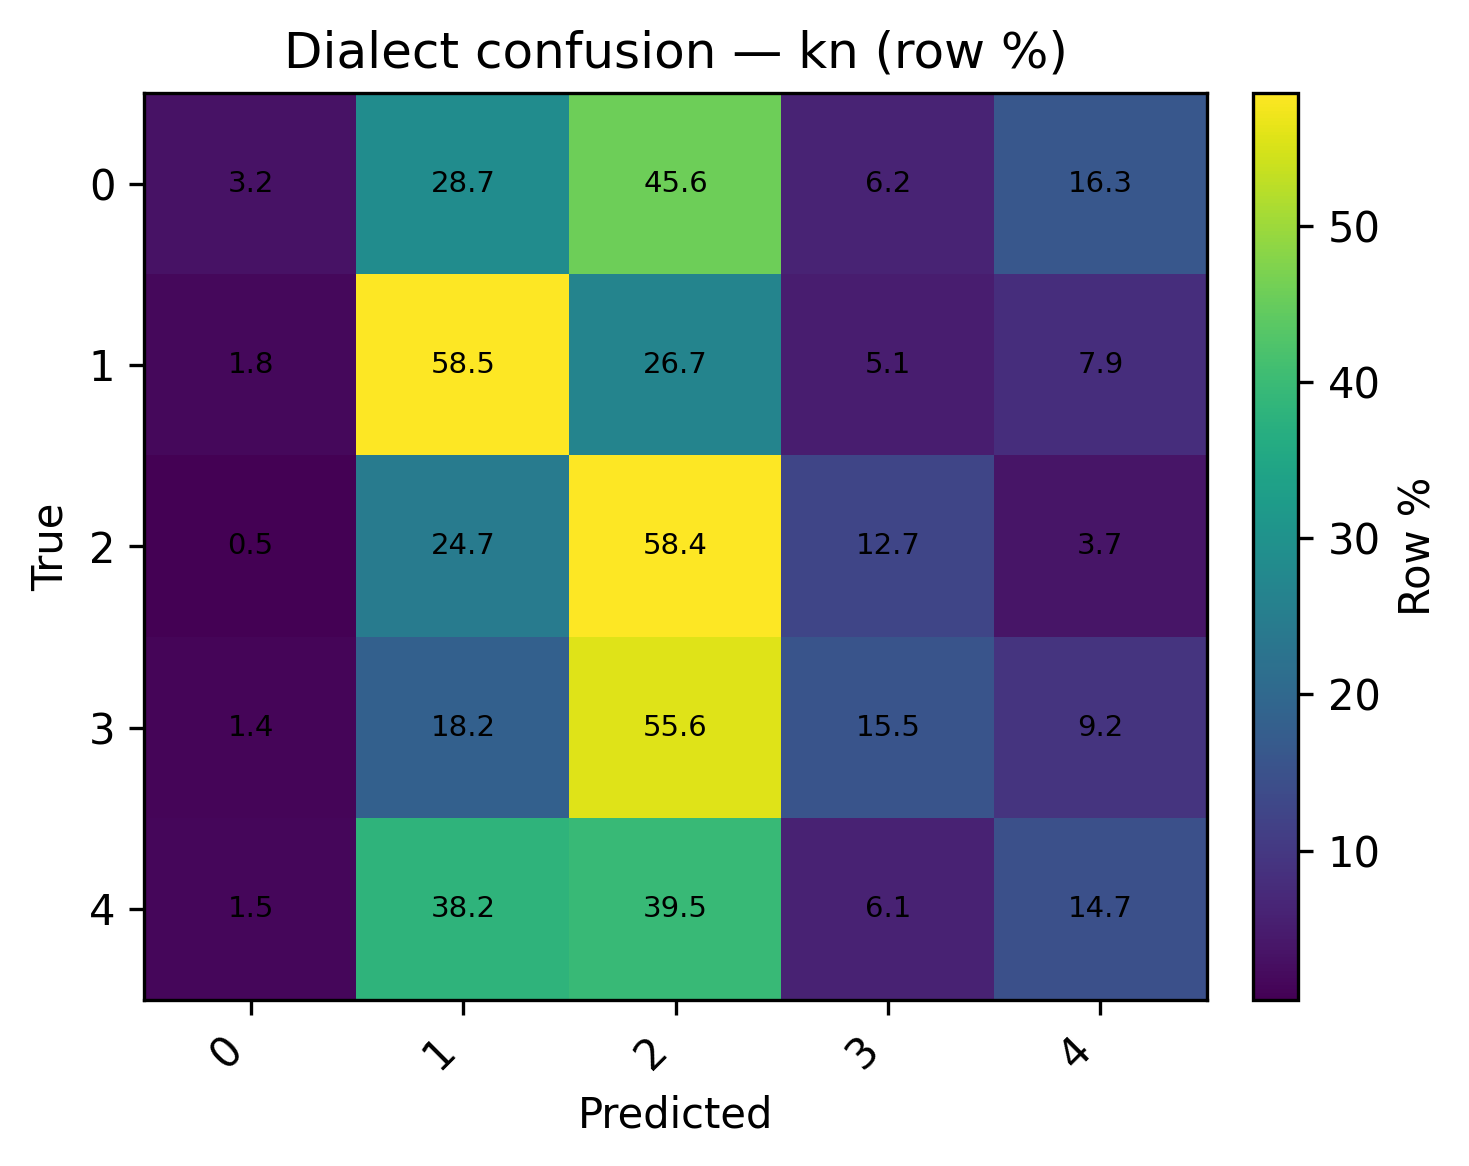 Dialect confusion — kn (row %)
0 3.2 28.7 45.6 6.2 16.3
1 1.8 58.5 26.7 5.1 7.9
2 0.5 24.7 58.4 12.7 3.7
3 1.4 18.2 55.6 15.5 9.2
4 1.5 38.2 39.5 6.1 14.7
0 1 2 3 4
Predicted
True
50
40
30
20
10
Row %